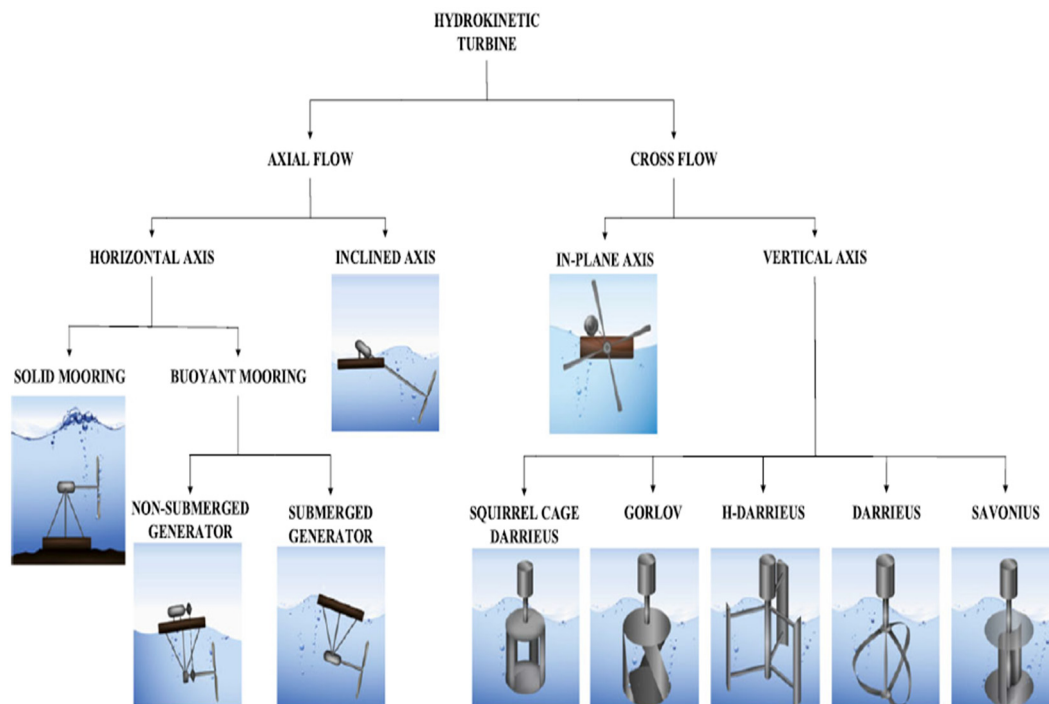 HYDROKINETIC
TURBINE
AXIAL FLOW
CROSS FLOW
HORIZONTAL AXIS
INCLINED AXIS
IN-PLANE AXIS
VERTICAL AXIS
SOLID MOORING
BUOYANT MOORING
NON-SUBMERGED
GENERATOR
SUBMERGED
GENERATOR
SQUIRREL CAGE
DARRIEUS
GORLOV
H-DARRIEUS
DARRIEUS
SAVONIUS